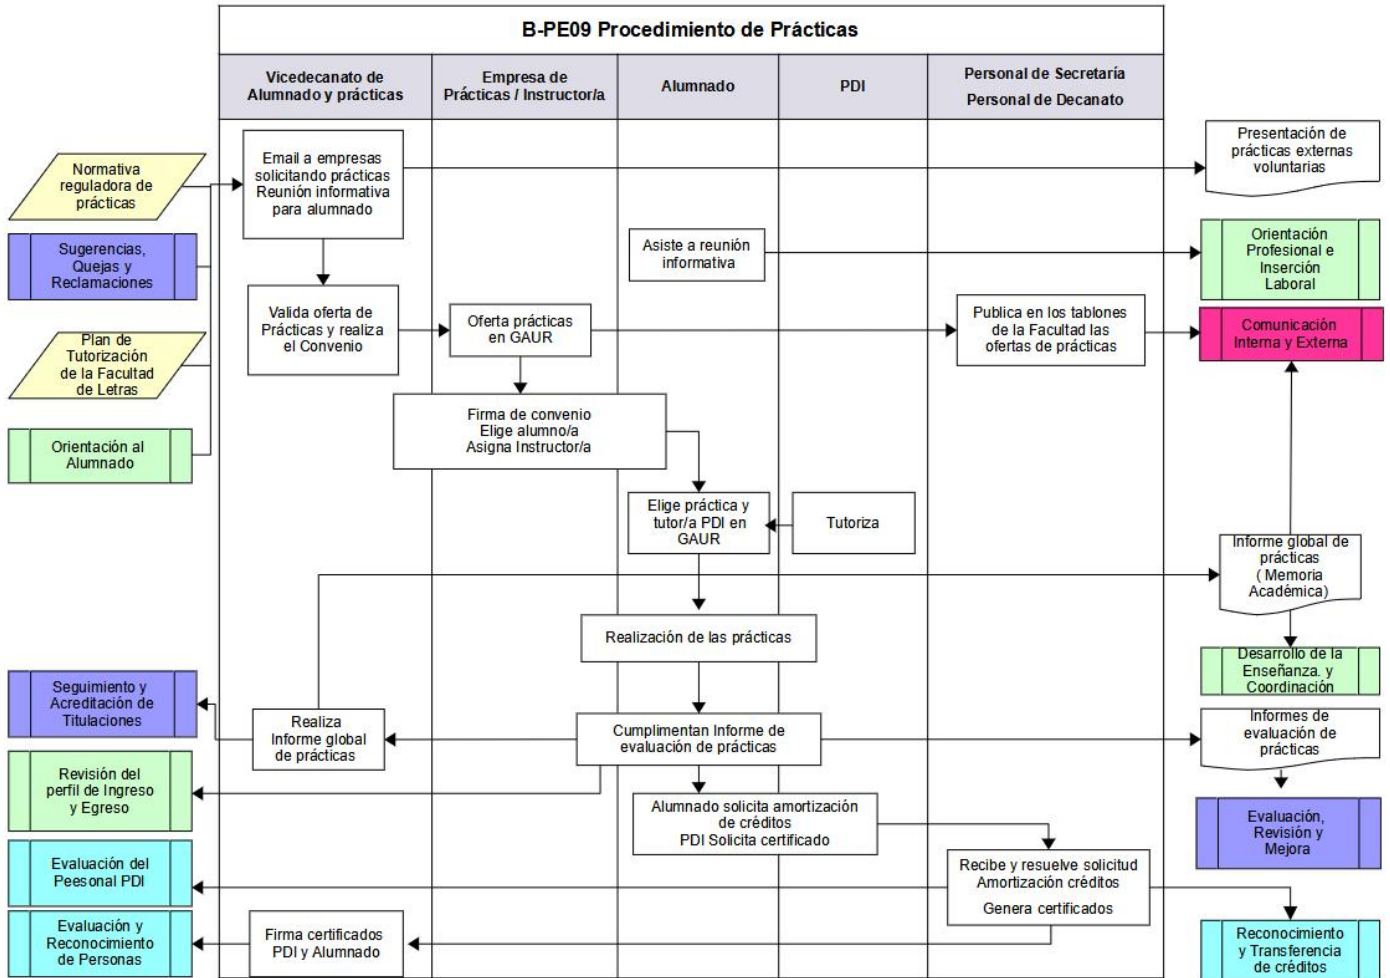 B-PE09 Procedimiento de Prácticas
Vicedecanato de
Alumnado y prácticas
Empresa de
Prácticas / Instructor/a
Alumnado
PDI
Personal de Secretaría
Personal de Decanato
Normativa
reguladora de
prácticas
Sugerencias,
Quejas y
Reclamaciones
Plan de
Tutorización
de la Facultad
de Letras
Orientación al
Alumnado
Email a empresas
solicitando prácticas
Reunión informativa
para alumnado
Presentación de
prácticas externas
voluntarias
Asiste a reunión
informativa
Orientación
Profesional e
Inserción
Laboral
Valida oferta de
Prácticas y realiza
el Convenio
Oferta prácticas
en GAUR
Publica en los tablones
de la Facultad las
ofertas de prácticas
Comunicación
Interna y Externa
Firma de convenio
Elige alumno/a
Asigna Instructor/a
Elige práctica y
tutor/a PDI en
GAUR
Tutoriza
Informe global de
prácticas
( Memoria
Académica)
Realización de las prácticas
Desarrollo de la
Enseñanza. y
Coordinación
Seguimiento y
Acreditación de
Titulaciones
Realiza
Informe global
de prácticas
Cumplimentan Informe de
evaluación de prácticas
Informes de
evaluación de
prácticas
Revisión del
perfil de Ingreso
y Egreso
Alumnado solicita amortización
de créditos
PDI Solicita certificado
Evaluación,
Revisión y
Mejora
Evaluación del
Peesonal PDI
Recibe y resuelve solicitud
Amortización créditos
Genera certificados
Evaluación y
Reconocimiento
de Personas
Firma certificados
PDI y Alumnado
Reconocimiento
y Transferencia
de créditos